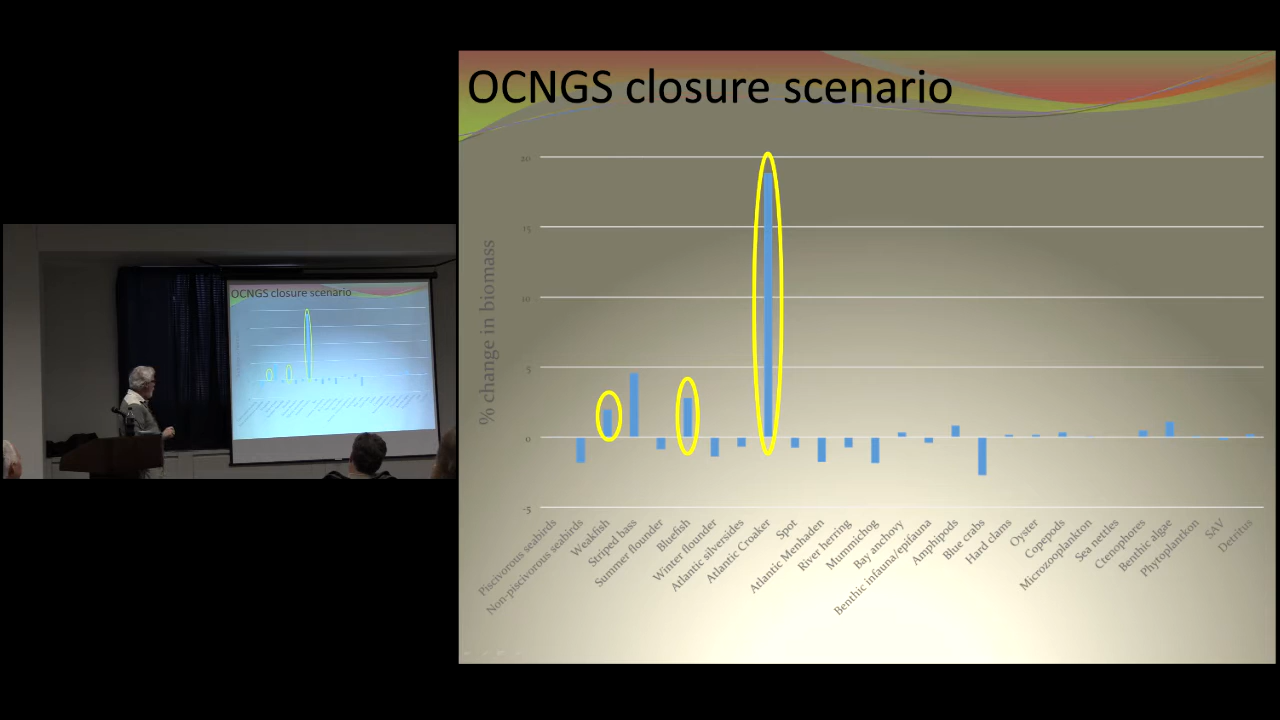 OCNGS closure scenario
% change in biomass
20
15
10
5
0
-5
Piscivorous seabirds
Non-piscivorous seabirds
Weakfish
Striped bass
Summer flounder
Bluefish
Winter flounder
Atlantic silversides
Atlantic Croaker
Spot
Atlantic Menhaden
River herring
Mummichog
Bay anchovy
Benthic infauna/epifauna
Amphipods
Blue crabs
Hard clams
Oyster
Copepods
Microzooplankton
Sea nettles
Ctenophores
Benthic algae
Phytoplantkon
SAV
Detritus
OCNGS closure scenario